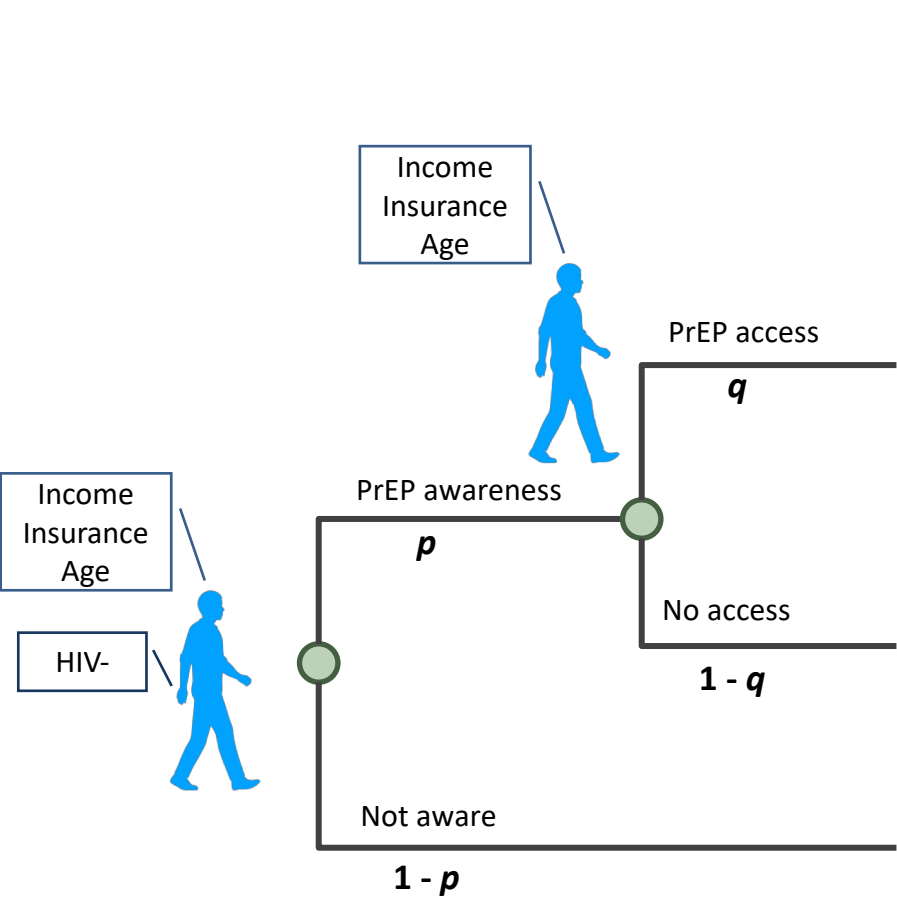 Income
Insurance
Age
PrEP access
q
PrEP awareness
p
Income
Insurance
Age
No access
1 - q
HIV-
Not aware
1 - p